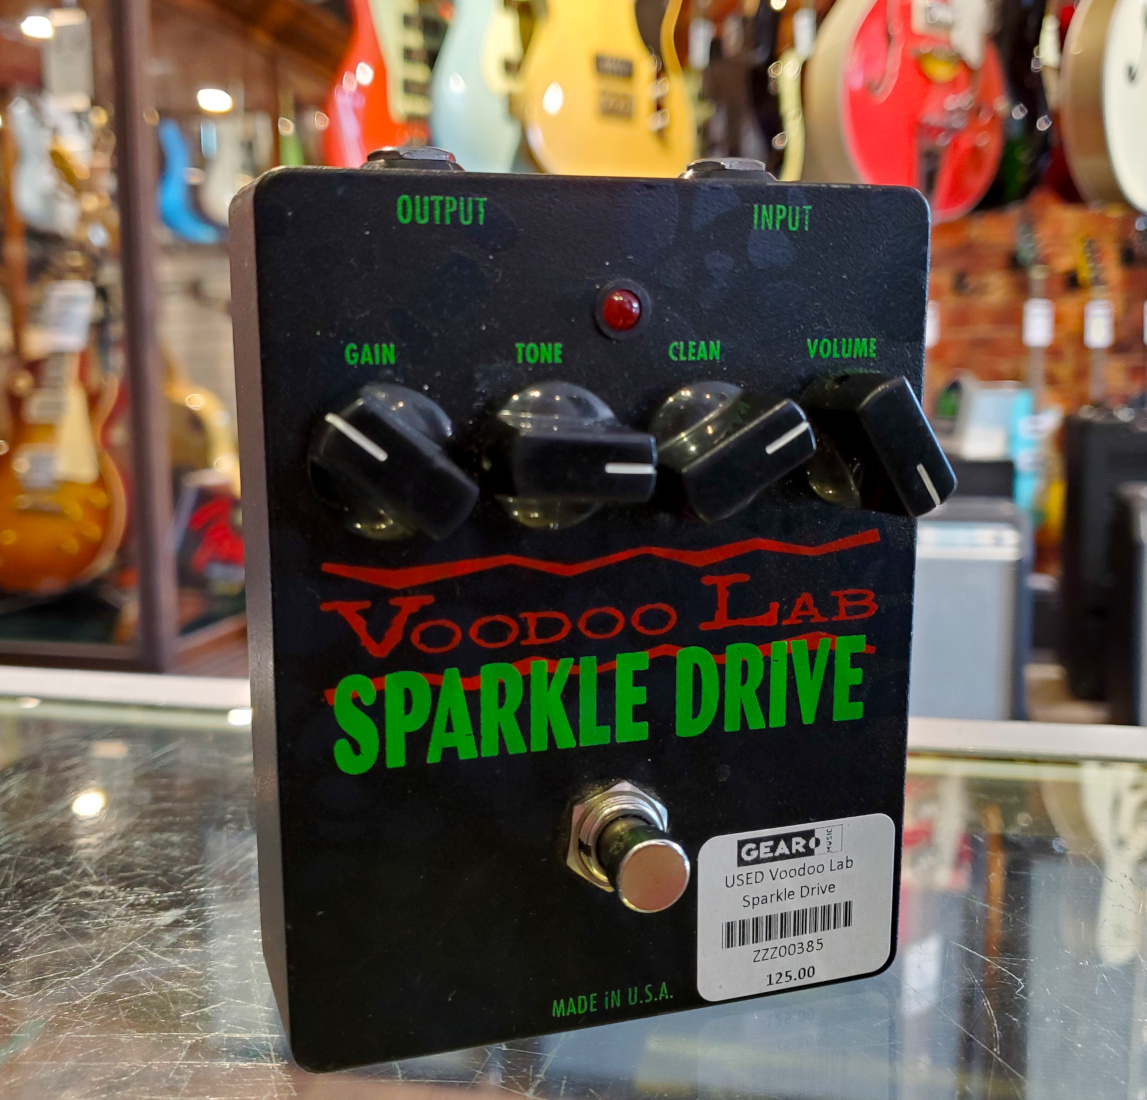 OUTPUT
INPUT
GAIN
TONE
CLEAN
VOLUME
VOODOO LAB
SPARKLE DRIVE
GEARO MUSIC
USED Voodoo Lab
Sparkle Drive
ZZZ00385
125.00
MADE iN U.S.A.